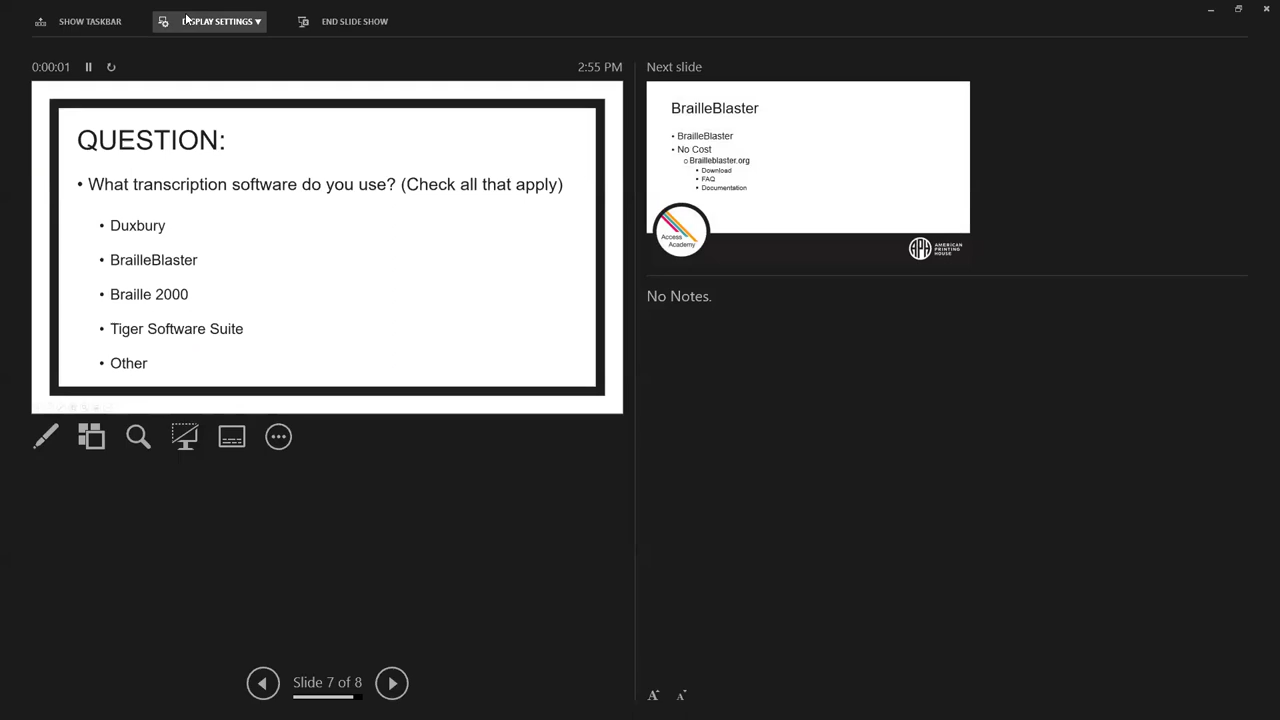 SHOW TASKBAR
DISPLAY SETTINGS ▼
END SLIDE SHOW
0:00:01
2:55 PM
QUESTION:
• What transcription software do you use? (Check all that apply)
• Duxbury
• BrailleBlaster
• Braille 2000
• Tiger Software Suite
• Other
Next slide
BrailleBlaster
• BrailleBlaster
• No Cost
o Brailleblaster.org
• Download
• FAQ
• Documentation
Access
Academy
APH
AMERICAN
PRINTING
HOUSE
No Notes.
Slide 7 of 8
A
A